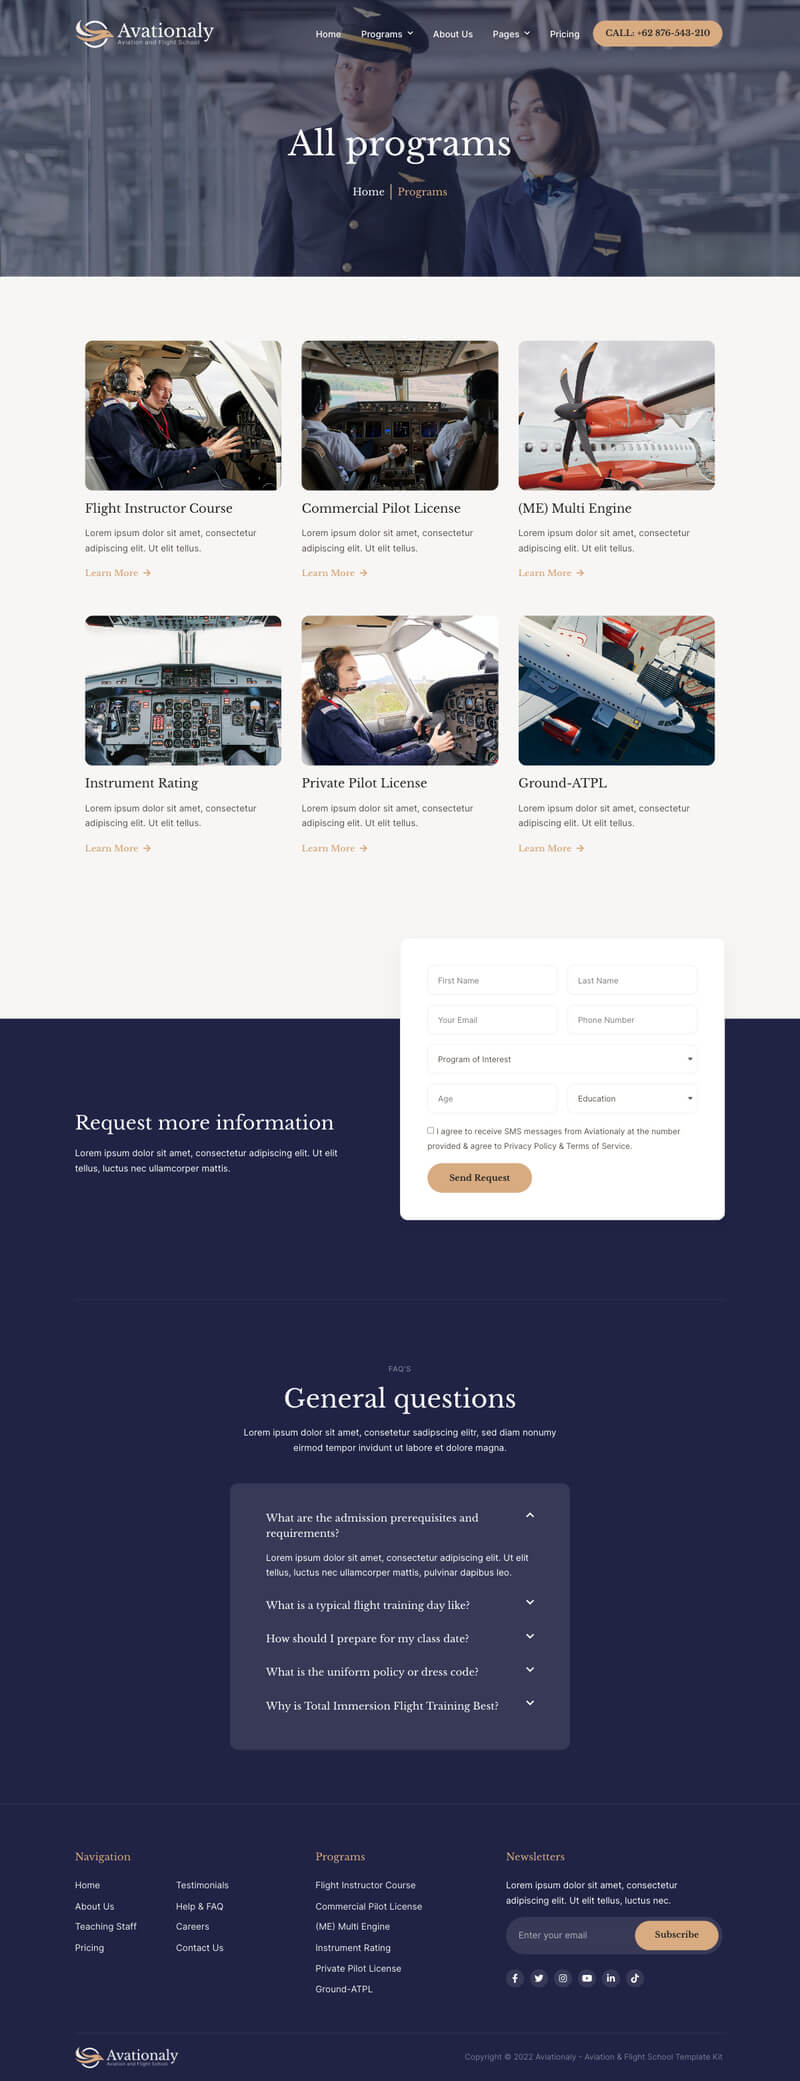 Avationaly
Aviation and Flight School
Home Programs About Us Pages Pricing CALL: +62 876-543-210
All programs
Home Programs
Flight Instructor Course
Lorem ipsum dolor sit amet, consectetur
adipiscing elit. Ut elit tellus.
Learn More
Commercial Pilot License
Lorem ipsum dolor sit amet, consectetur
adipiscing elit. Ut elit tellus.
Learn More
(ME) Multi Engine
Lorem ipsum dolor sit amet, consectetur
adipiscing elit. Ut elit tellus.
Learn More
Instrument Rating
Lorem ipsum dolor sit amet, consectetur
adipiscing elit. Ut elit tellus.
Learn More
Private Pilot License
Lorem ipsum dolor sit amet, consectetur
adipiscing elit. Ut elit tellus.
Learn More
Ground-ATPL
Lorem ipsum dolor sit amet, consectetur
adipiscing elit. Ut elit tellus.
Learn More
Request more information
Lorem ipsum dolor sit amet, consectetur adipiscing elit. Ut elit
tellus, luctus nec ullamcorper mattis.
First Name Last Name
Your Email Phone Number
Program of Interest
Age Education
I agree to receive SMS messages from Aviationaly at the number
provided & agree to Privacy Policy & Terms of Service.
Send Request
FAQ'S
General questions
Lorem ipsum dolor sit amet, consetetur sadipscing elitr, sed diam nonumy
eirmod tempor invidunt ut labore et dolore magna.
What are the admission prerequisites and
requirements?
Lorem ipsum dolor sit amet, consectetur adipiscing elit. Ut elit
tellus, luctus nec ullamcorper mattis, pulvinar dapibus leo.
What is a typical flight training day like?
How should I prepare for my class date?
What is the uniform policy or dress code?
Why is Total Immersion Flight Training Best?
Navigation
Home
About Us
Teaching Staff
Pricing
Testimonials
Help & FAQ
Careers
Contact Us
Programs
Flight Instructor Course
Commercial Pilot License
(ME) Multi Engine
Instrument Rating
Private Pilot License
Ground-ATPL
Newsletters
Lorem ipsum dolor sit amet, consectetur
adipiscing elit. Ut elit tellus, luctus nec.
Enter your email Subscribe
Avationaly
Aviation and Flight School
Copyright © 2022 Aviationaly – Aviation & Flight School Template Kit